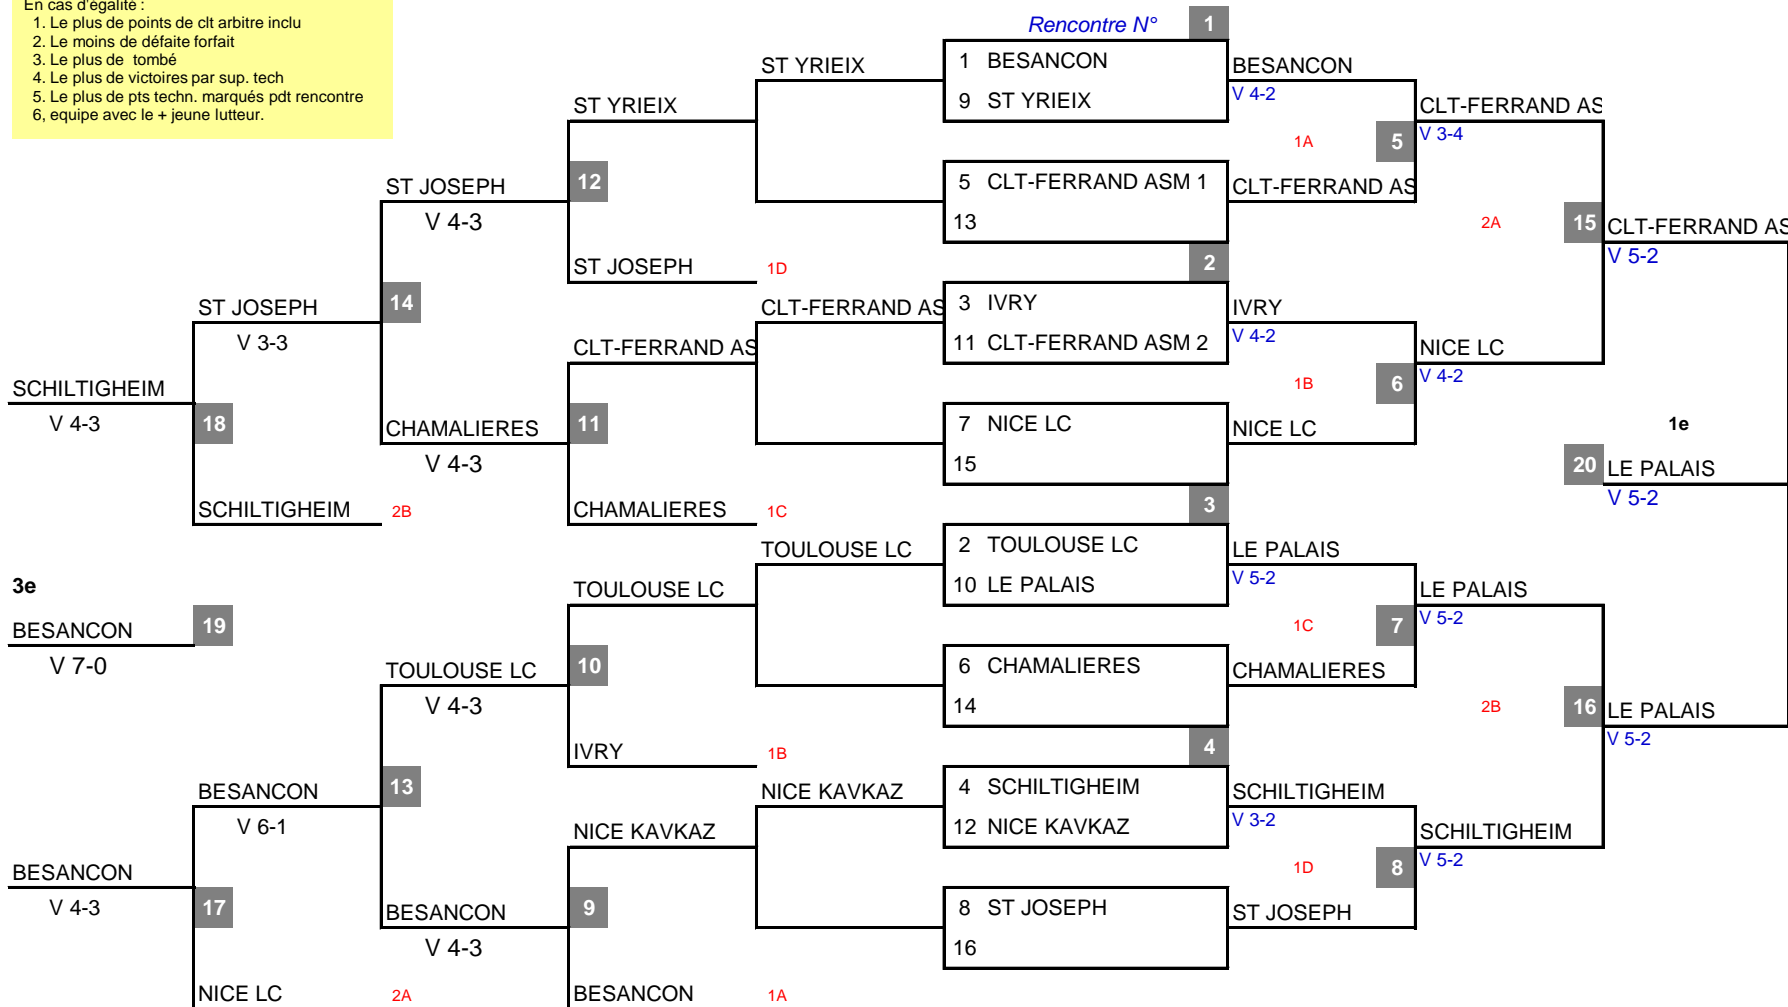 En cas d'égalité :
1. Le plus de points de clt arbitre inclu
2. Le moins de défaite forfait
3. Le plus de tombé
4. Le plus de victoires par sup. tech
5. Le plus de pts techn. marqués pdt rencontre
6, equipe avec le + jeune lutteur.
Rencontre N° 1
1 BESANCON
9 ST YRIEIX
5 CLT-FERRAND ASM 1
13
2
3 IVRY
11 CLT-FERRAND ASM 2
7 NICE LC
15
3
2 TOULOUSE LC
10 LE PALAIS
6 CHAMALIERES
14
4
4 SCHILTIGHEIM
12 NICE KAVKAZ
8 ST JOSEPH
16
BESANCON
V 4-2
1A
CLT-FERRAND AS
IVRY
V 4-2
1B
NICE LC
LE PALAIS
V 5-2
1C
CHAMALIERES
SCHILTIGHEIM
V 3-2
1D
ST JOSEPH
5
CLT-FERRAND AS
V 3-4
2A
6
NICE LC
V 4-2
7
LE PALAIS
V 5-2
2B
8
SCHILTIGHEIM
V 5-2
15
CLT-FERRAND AS
V 5-2
1e
20
LE PALAIS
V 5-2
16
LE PALAIS
V 5-2
ST YRIEIX
CLT-FERRAND AS
TOULOUSE LC
NICE KAVKAZ
ST YRIEIX
12
ST JOSEPH
1D
CLT-FERRAND AS
11
CHAMALIERES
1C
TOULOUSE LC
10
IVRY
1B
NICE KAVKAZ
9
BESANCON
1A
ST JOSEPH
V 4-3
14
CHAMALIERES
V 4-3
TOULOUSE LC
V 4-3
13
BESANCON
V 4-3
ST JOSEPH
V 3-3
18
SCHILTIGHEIM
2B
BESANCON
V 6-1
17
NICE LC
2A
SCHILTIGHEIM
V 4-3
3e
19
BESANCON
V 7-0
BESANCON
V 4-3